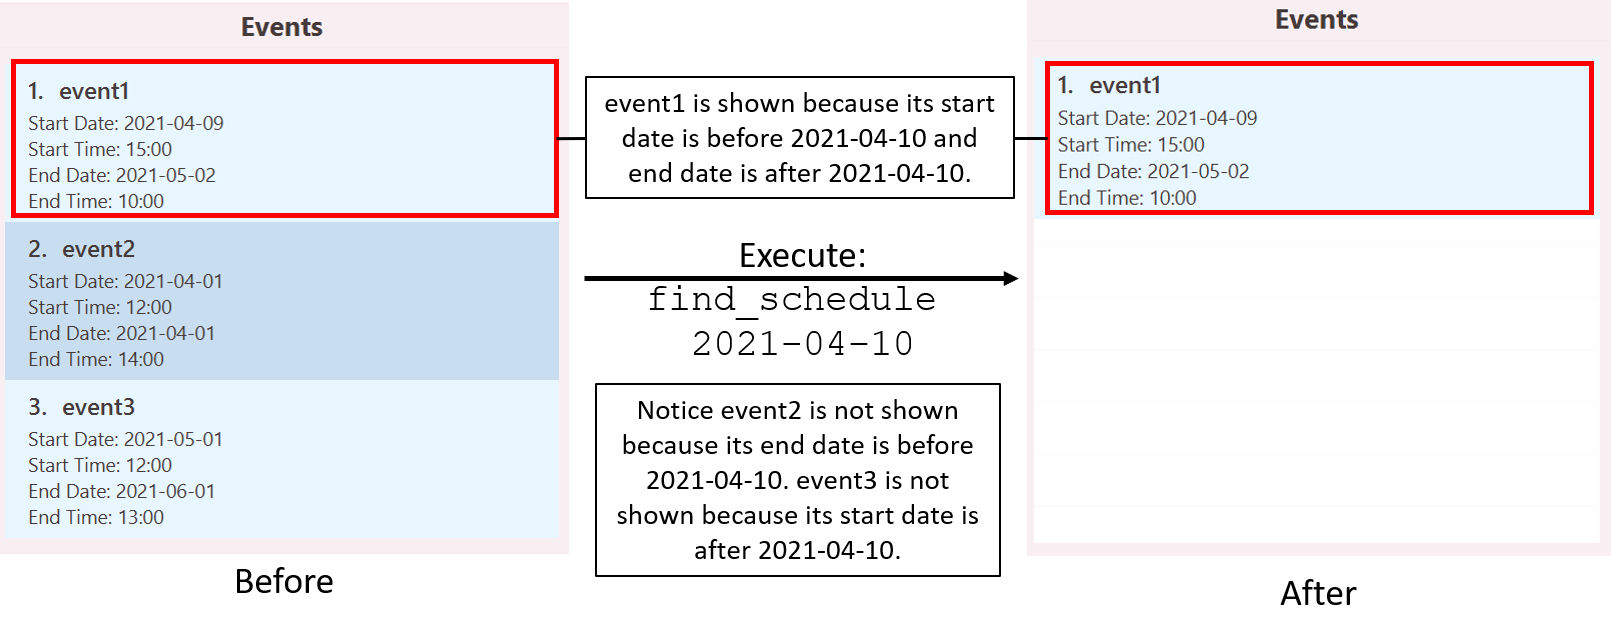 Events
1. event1
Start Date: 2021-04-09
Start Time: 15:00
End Date: 2021-05-02
End Time: 10:00
2. event2
Start Date: 2021-04-01
Start Time: 12:00
End Date: 2021-04-01
End Time: 14:00
3. event3
Start Date: 2021-05-01
Start Time: 12:00
End Date: 2021-06-01
End Time: 13:00
Before
event1 is shown because its start
date is before 2021-04-10 and
end date is after 2021-04-10.
Execute:
find_schedule
2021-04-10
Notice event2 is not shown
because its end date is before
2021-04-10. event3 is not
shown because its start date is
after 2021-04-10.
Events
1. event1
Start Date: 2021-04-09
Start Time: 15:00
End Date: 2021-05-02
End Time: 10:00
After